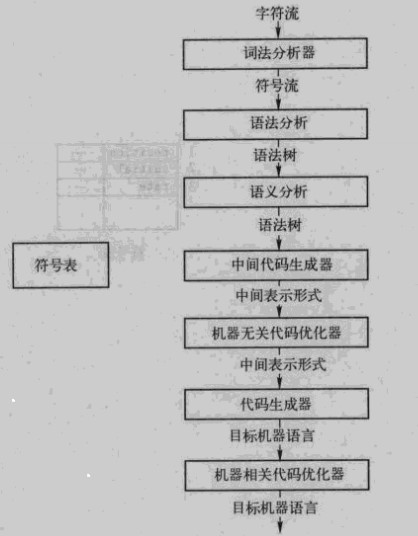 字符流
词法分析器
符号流
语法分析
语法树
语义分析
语法树
符号表
中间代码生成器
中间表示形式
机器无关代码优化器
中间表示形式
代码生成器
目标机器语言
机器相关代码优化器
目标机器语言